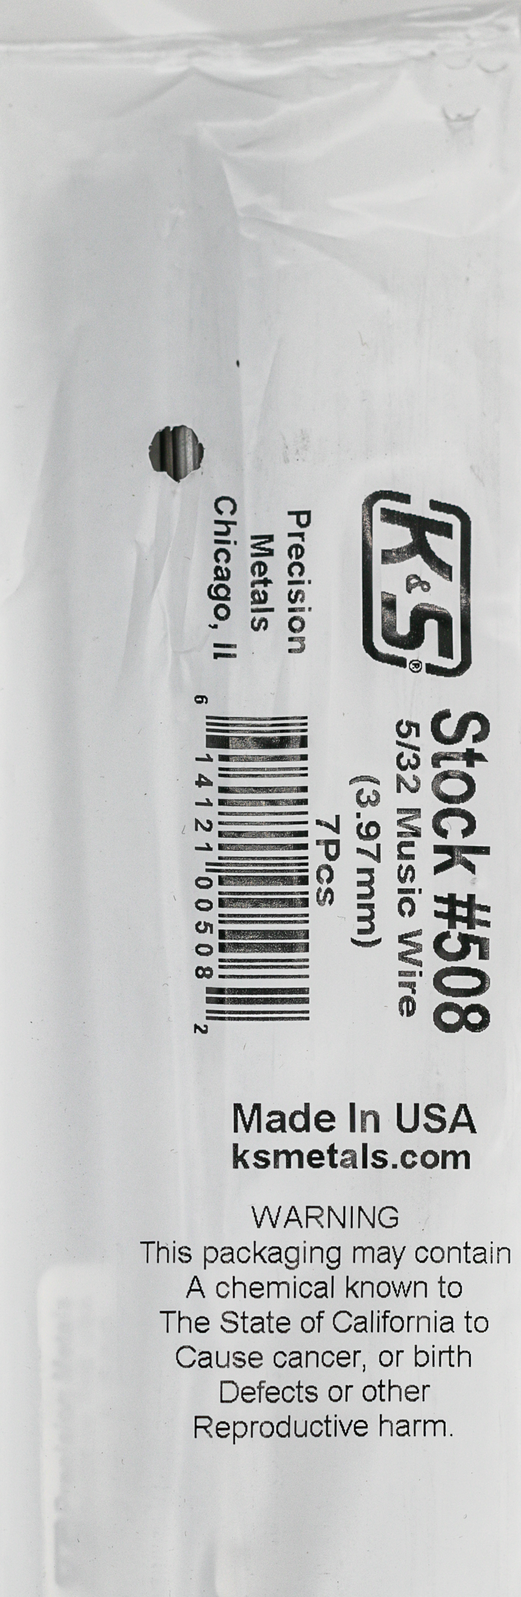 K&S®
Precision
Metals
Chicago, Il
Stock #508
5/32 Music Wire
(3.97mm)
7Pcs
6 14121 00508 2
Made In USA
ksmetals.com
WARNING
This packaging may contain
A chemical known to
The State of California to
Cause cancer, or birth
Defects or other
Reproductive harm.